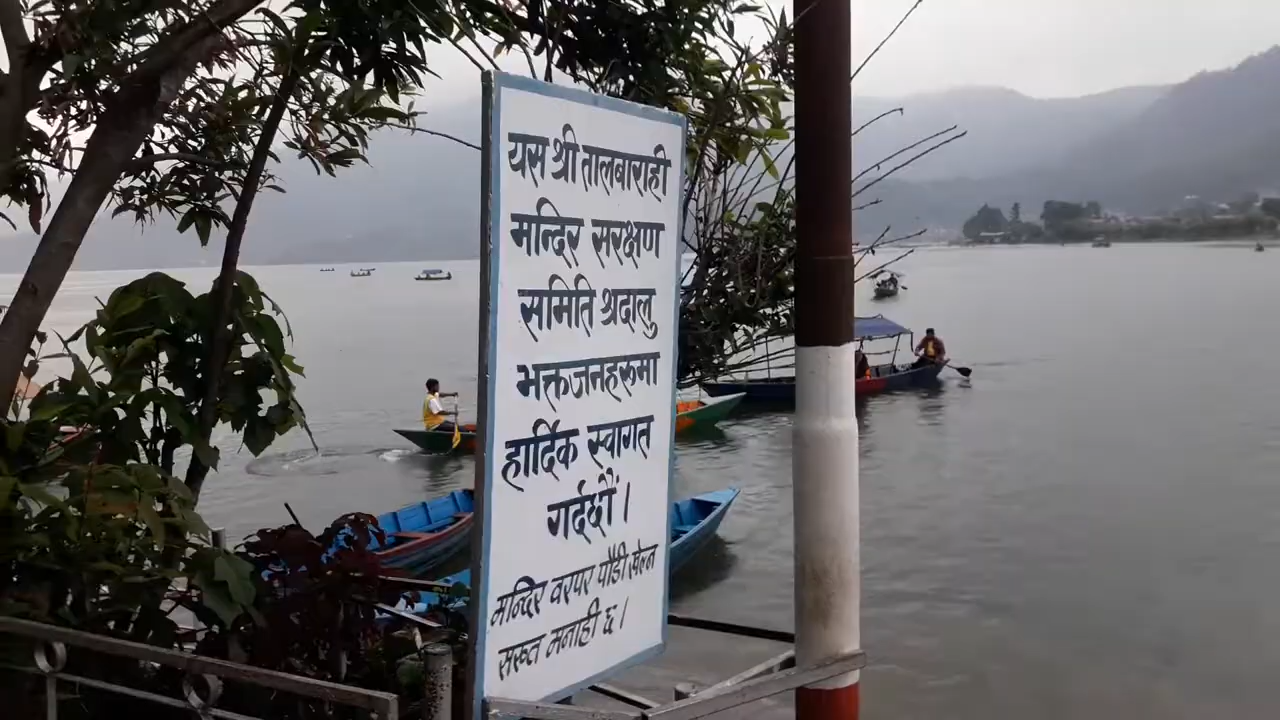 यस श्री तालबाराही
मन्दिर सरक्षण
समिति श्रदालु
भक्तजनहरूमा
हार्दिक स्वागत
गर्दछौं ।
मन्दिर वरपर पौडी खेल्न
सख्त मनाही छ ।